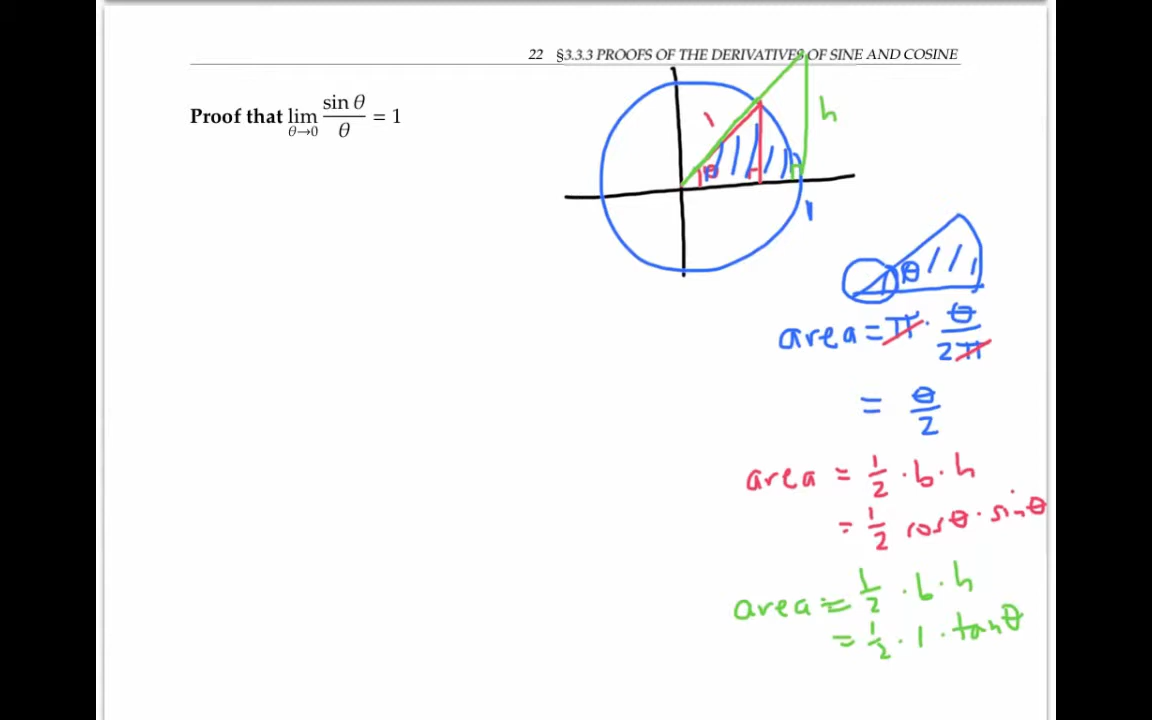 22 §3.3.3 PROOFS OF THE DERIVATIVES OF SINE AND COSINE
Proof that lim θ→0 sin θ / θ = 1
1
h
θ
1
θ
area = π · θ / 2π
= θ / 2
area = 1/2 · b · h
= 1/2 cos θ · sin θ
area = 1/2 · b · h
= 1/2 · 1 · tan θ